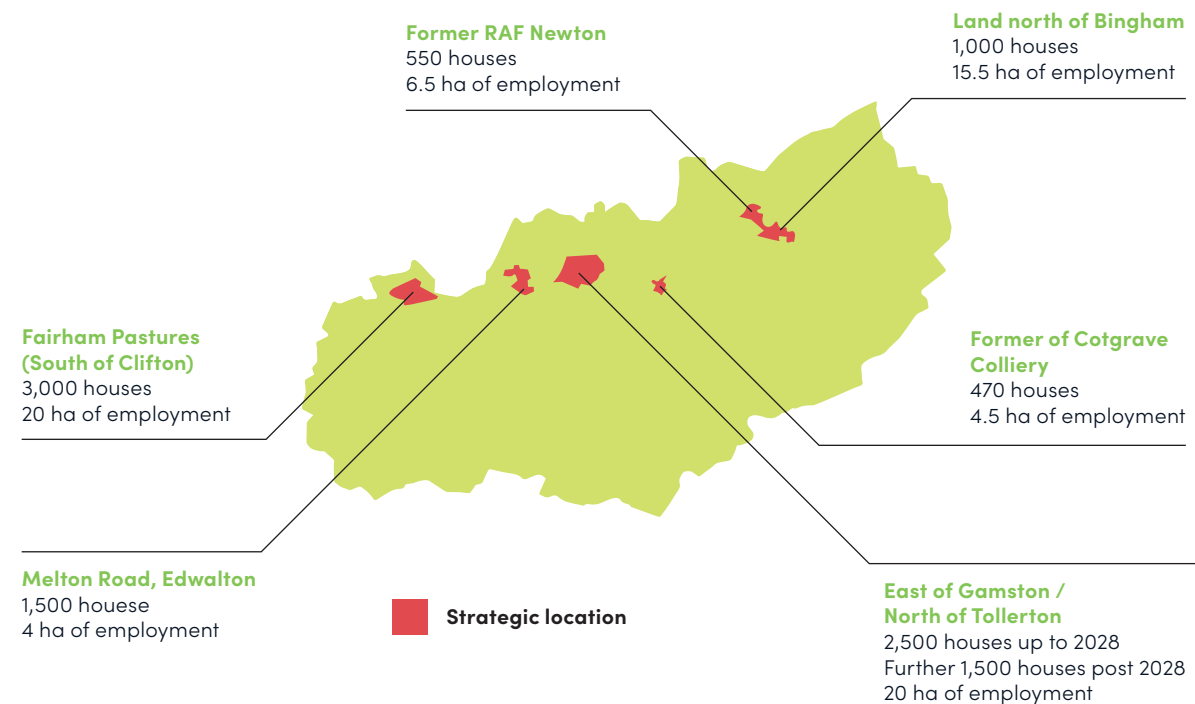 Former RAF Newton
550 houses
6.5 ha of employment
Land north of Bingham
1,000 houses
15.5 ha of employment
Fairham Pastures
(South of Clifton)
3,000 houses
20 ha of employment
Former of Cotgrave
Colliery
470 houses
4.5 ha of employment
Melton Road, Edwalton
1,500 houese
4 ha of employment
Strategic location
East of Gamston /
North of Tollerton
2,500 houses up to 2028
Further 1,500 houses post 2028
20 ha of employment